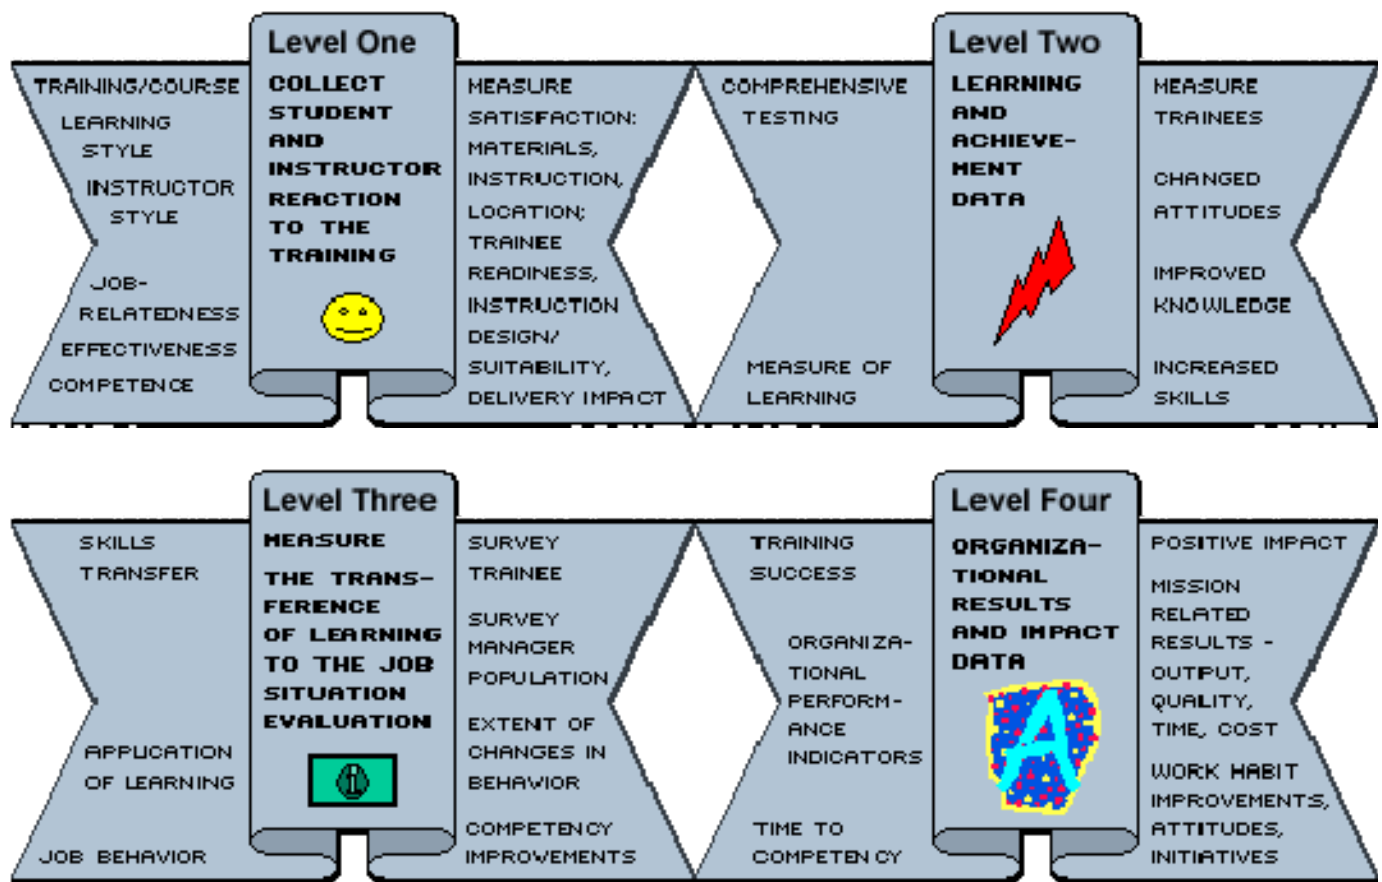 Level One
TRAINING/COURSE
LEARNING
STYLE
INSTRUCTOR
STYLE
JOB-
RELATEDNESS
EFFECTIVENESS
COMPETENCE
COLLECT
STUDENT
AND
INSTRUCTOR
REACTION
TO THE
TRAINING
MEASURE
SATISFACTION:
MATERIALS,
INSTRUCTION,
LOCATION;
TRAINEE
READINESS,
INSTRUCTION
DESIGN/
SUITABILITY,
DELIVERY IMPACT
Level Two
COMPREHENSIVE
TESTING
MEASURE OF
LEARNING
LEARNING
AND
ACHIEVE-
MENT
DATA
MEASURE
TRAINEES
CHANGED
ATTITUDES
IMPROVED
KNOWLEDGE
INCREASED
SKILLS
Level Three
SKILLS
TRANSFER
APPLICATION
OF LEARNING
JOB BEHAVIOR
MEASURE
THE TRANS-
FERENCE
OF LEARNING
TO THE JOB
SITUATION
EVALUATION
i
SURVEY
TRAINEE
SURVEY
MANAGER
POPULATION
EXTENT OF
CHANGES IN
BEHAVIOR
COMPETENCY
IMPROVEMENTS
Level Four
TRAINING
SUCCESS
ORGANIZA-
TIONAL
PERFORM-
ANCE
INDICATORS
TIME TO
COMPETENCY
ORGANIZA-
TIONAL
RESULTS
AND IMPACT
DATA
A
POSITIVE IMPACT
MISSION
RELATED
RESULTS -
OUTPUT,
QUALITY,
TIME, COST
WORK HABIT
IMPROVEMENTS,
ATTITUDES,
INITIATIVES